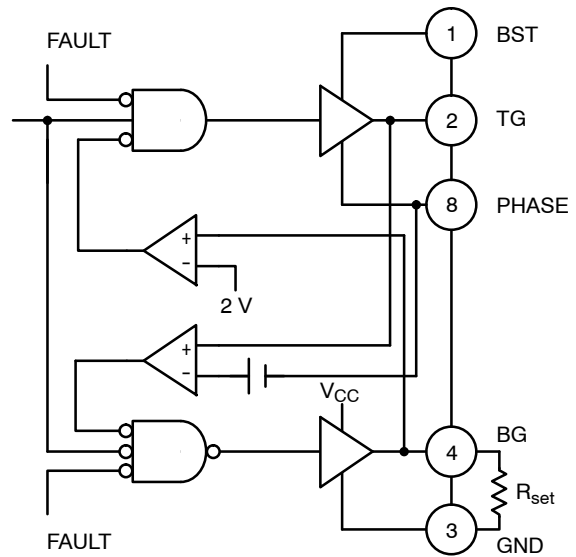 FAULT
1 BST
2 TG
8 PHASE
+
−
2 V
+
−
VCC
4 BG
Rset
3 GND
FAULT